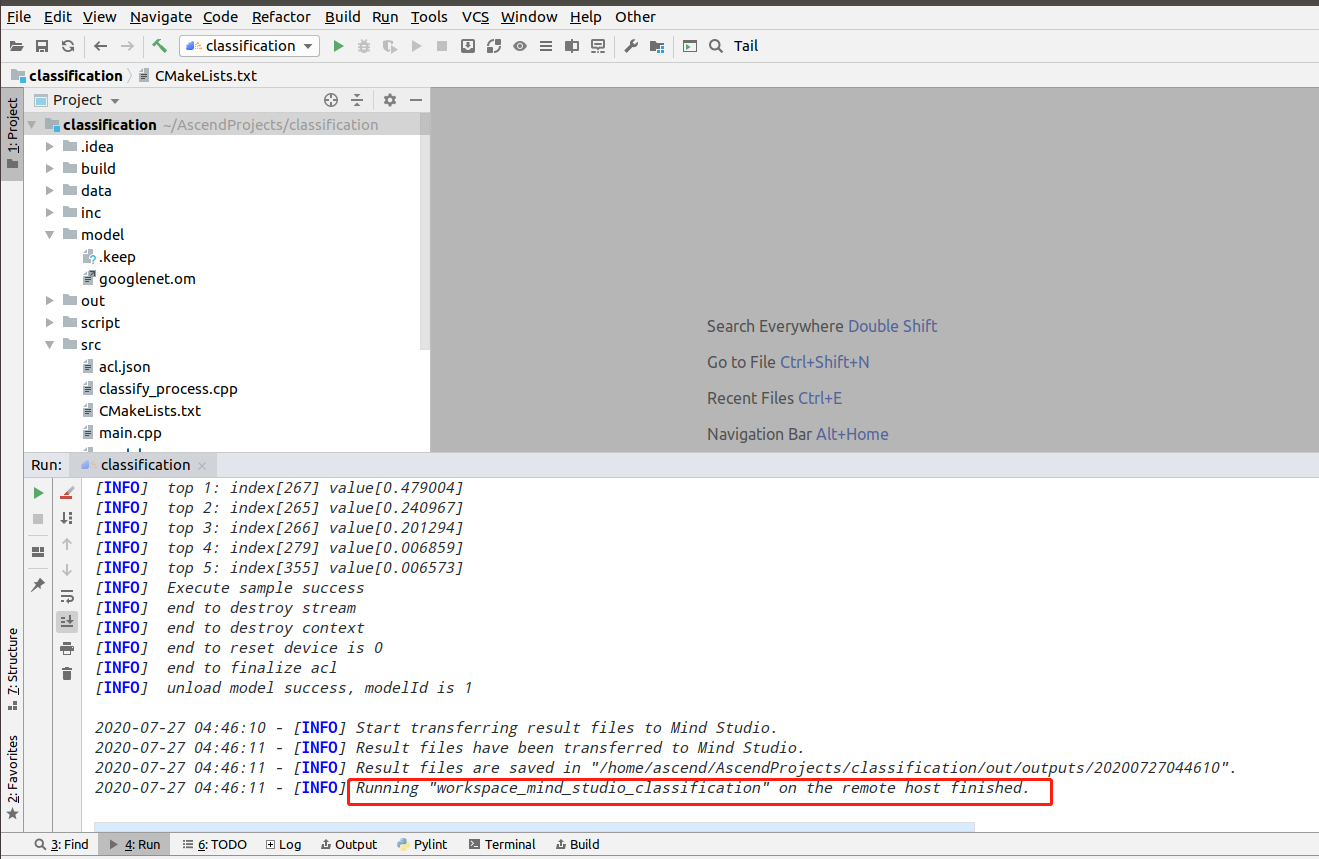 File Edit View Navigate Code Refactor Build Run Tools VCS Window Help Other
classification Tail
classification CMakeLists.txt
1: Project
Project
classification ~/AscendProjects/classification
.idea
build
data
inc
model
.keep
googlenet.om
out
script
src
acl.json
classify_process.cpp
CMakeLists.txt
main.cpp
Search Everywhere Double Shift
Go to File Ctrl+Shift+N
Recent Files Ctrl+E
Navigation Bar Alt+Home
Run: classification
[INFO] top 1: index[267] value[0.479004]
[INFO] top 2: index[265] value[0.240967]
[INFO] top 3: index[266] value[0.201294]
[INFO] top 4: index[279] value[0.006859]
[INFO] top 5: index[355] value[0.006573]
[INFO] Execute sample success
[INFO] end to destroy stream
[INFO] end to destroy context
[INFO] end to reset device is 0
[INFO] end to finalize acl
[INFO] unload model success, modelId is 1
2020-07-27 04:46:10 - [INFO] Start transferring result files to Mind Studio.
2020-07-27 04:46:11 - [INFO] Result files have been transferred to Mind Studio.
2020-07-27 04:46:11 - [INFO] Result files are saved in "/home/ascend/AscendProjects/classification/out/outputs/20200727044610".
2020-07-27 04:46:11 - [INFO] Running "workspace_mind_studio_classification" on the remote host finished.
7: Structure
2: Favorites
3: Find 4: Run 6: TODO Log Output Pylint Terminal Build